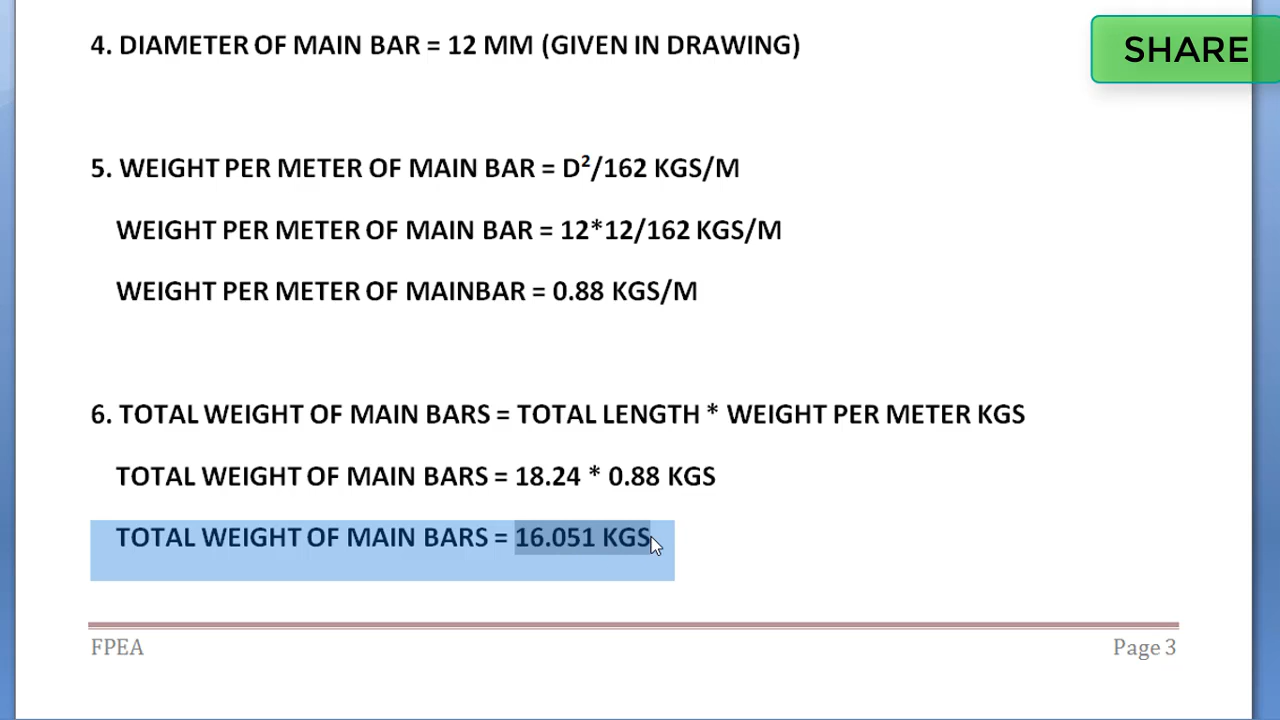 SHARE
4. DIAMETER OF MAIN BAR = 12 MM (GIVEN IN DRAWING)
5. WEIGHT PER METER OF MAIN BAR = D²/162 KGS/M
WEIGHT PER METER OF MAIN BAR = 12*12/162 KGS/M
WEIGHT PER METER OF MAINBAR = 0.88 KGS/M
6. TOTAL WEIGHT OF MAIN BARS = TOTAL LENGTH * WEIGHT PER METER KGS
TOTAL WEIGHT OF MAIN BARS = 18.24 * 0.88 KGS
TOTAL WEIGHT OF MAIN BARS = 16.051 KGS
FPEA
Page 3